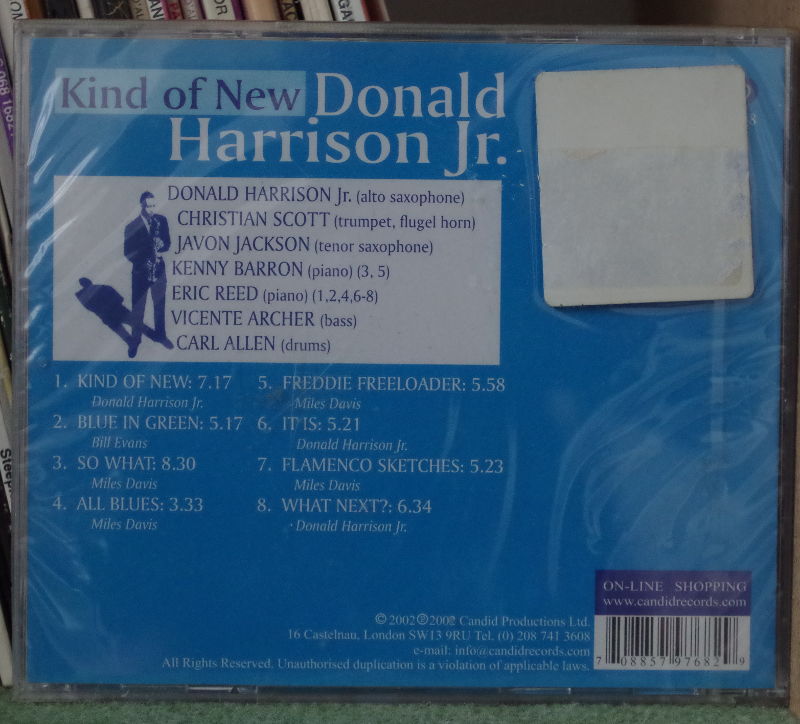 Kind of New Donald
Harrison Jr.
DONALD HARRISON Jr. (alto saxophone)
CHRISTIAN SCOTT (trumpet, flugel horn)
JAVON JACKSON (tenor saxophone)
KENNY BARRON (piano) (3, 5)
ERIC REED (piano) (1,2,4,6-8)
VICENTE ARCHER (bass)
CARL ALLEN (drums)
1. KIND OF NEW: 7.17
Donald Harrison Jr.
2. BLUE IN GREEN: 5.17
Bill Evans
3. SO WHAT: 8.30
Miles Davis
4. ALL BLUES: 3.33
Miles Davis
5. FREDDIE FREELOADER: 5.58
Miles Davis
6. IT IS: 5.21
Donald Harrison Jr.
7. FLAMENCO SKETCHES: 5.23
Miles Davis
8. WHAT NEXT?: 6.34
Donald Harrison Jr.
ON-LINE SHOPPING
www.candidrecords.com
©2002℗2002 Candid Productions Ltd.
16 Castelnau, London SW13 9RU Tel. (0) 208 741 3608
e-mail: info@candidrecords.com
All Rights Reserved. Unauthorised duplication is a violation of applicable laws.
7 08857 97682 9